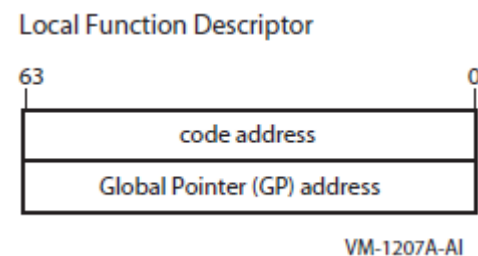 Local Function Descriptor
63 0
code address
Global Pointer (GP) address
VM-1207A-AI